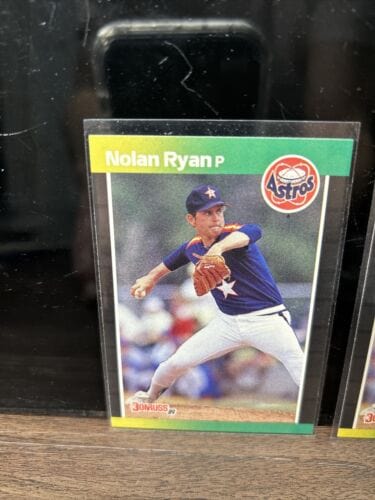 Nolan Ryan P
Astros
DONRUSS 89